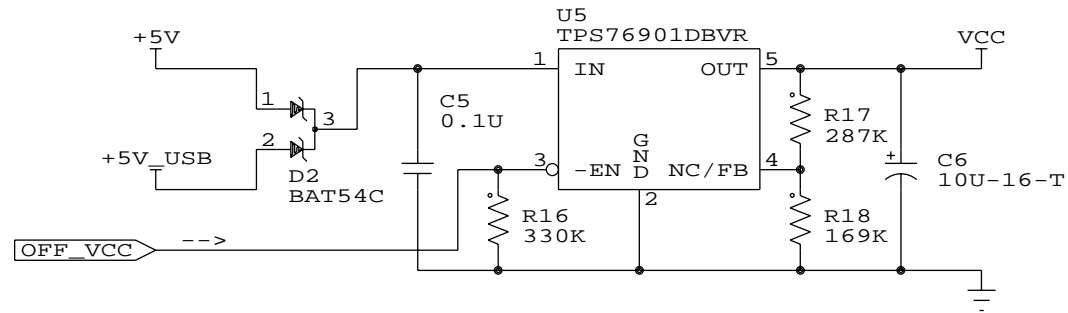 U5
TPS76901DBVR
+5V
VCC
1
IN
OUT
5
1
3
2
C5
0.1U
R17
287K
+5V_USB
D2
BAT54C
3
-EN
GND
NC/FB
4
2
+
C6
10U-16-T
R16
330K
R18
169K
OFF_VCC
-->